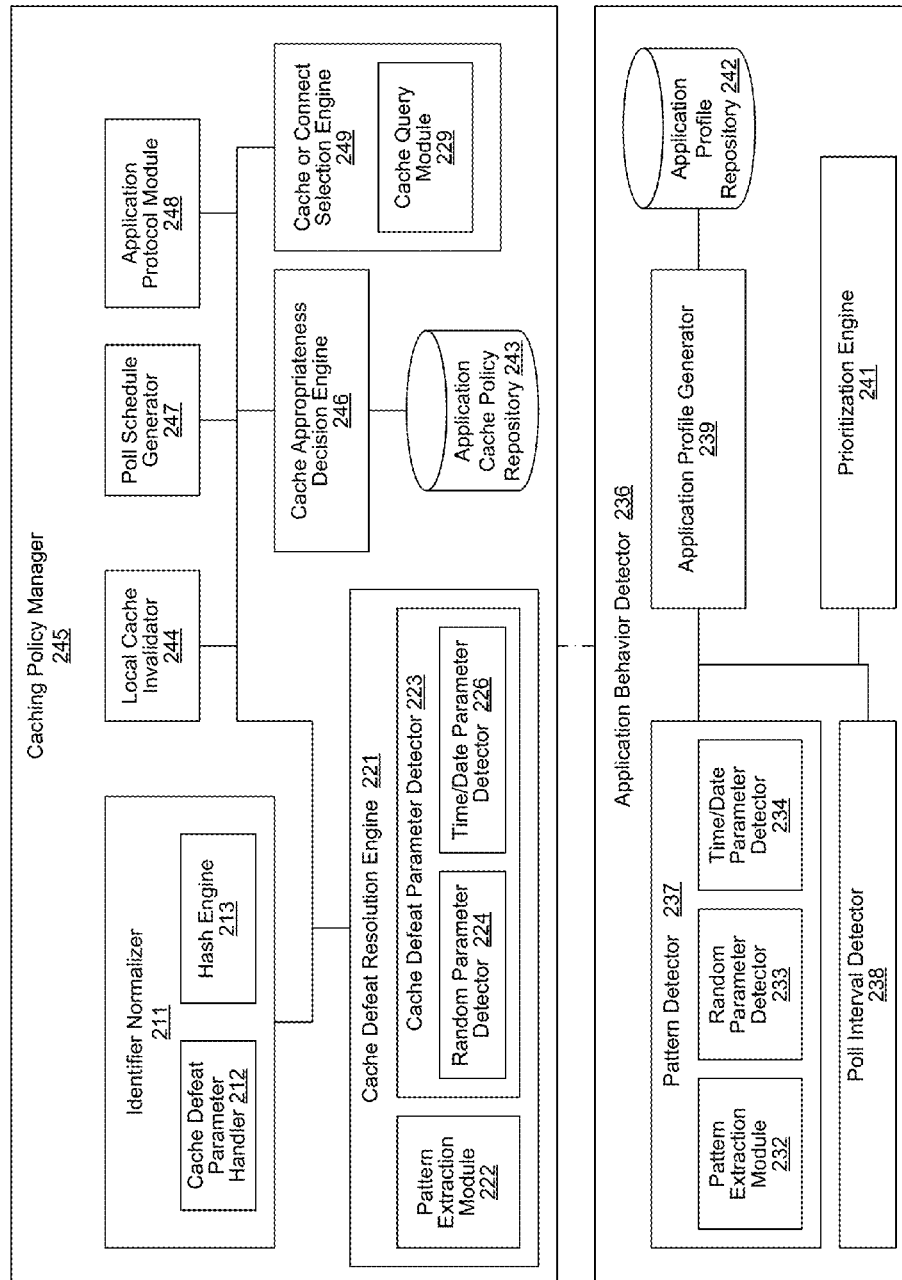 Caching Policy Manager
245
Identifier Normalizer
211
Cache Defeat
Parameter
Handler 212
Hash Engine
213
Local Cache
Invalidator
244
Poll Schedule
Generator
247
Application
Protocol Module
248
Cache Defeat Resolution Engine 221
Pattern
Extraction
Module
222
Cache Defeat Parameter Detector 223
Random Parameter
Detector
224
Time/Date Parameter
Detector
226
Cache Appropriateness
Decision Engine
246
Application
Cache Policy
Repository 243
Cache or Connect
Selection Engine
249
Cache Query
Module
229
Application Behavior Detector 236
Pattern Detector 237
Pattern
Extraction
Module
232
Random
Parameter
Detector
233
Time/Date
Parameter
Detector
234
Poll Interval Detector
238
Application Profile Generator
239
Application
Profile
Repository 242
Prioritization Engine
241